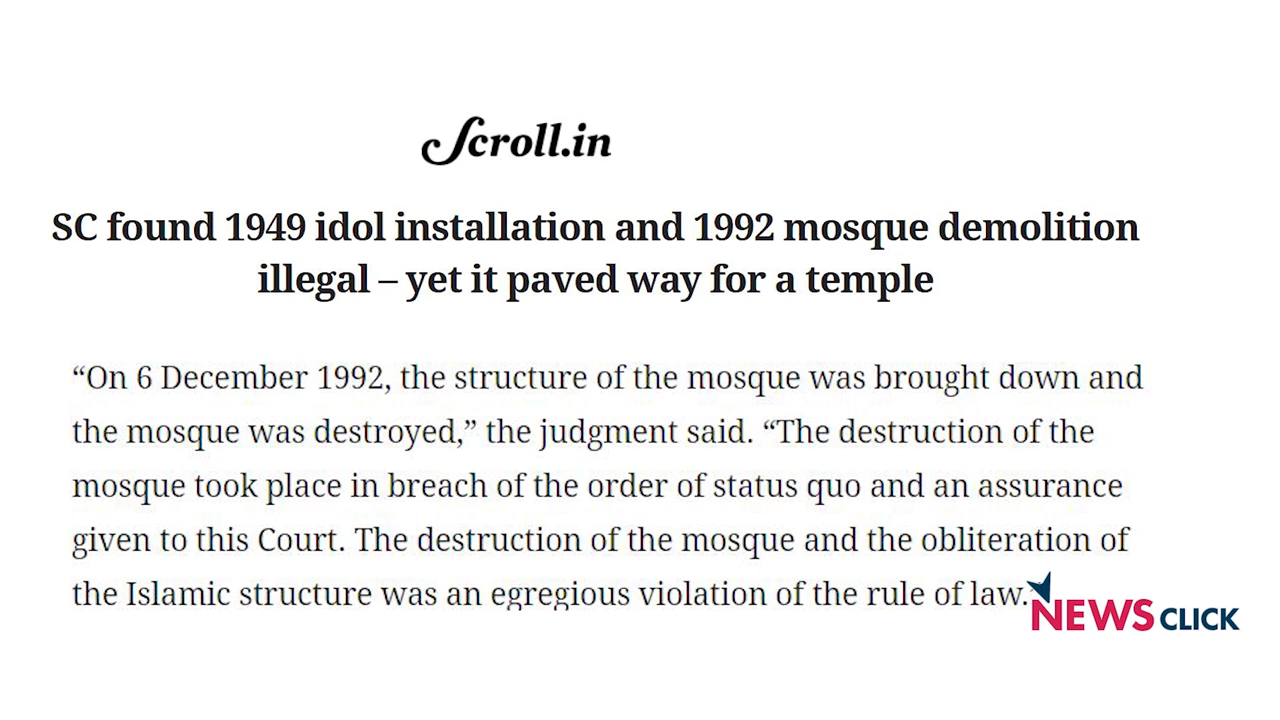 Scroll.in
SC found 1949 idol installation and 1992 mosque demolition
illegal – yet it paved way for a temple
“On 6 December 1992, the structure of the mosque was brought down and
the mosque was destroyed,” the judgment said. “The destruction of the
mosque took place in breach of the order of status quo and an assurance
given to this Court. The destruction of the mosque and the obliteration of
the Islamic structure was an egregious violation of the rule of law.
NEWSCLICK